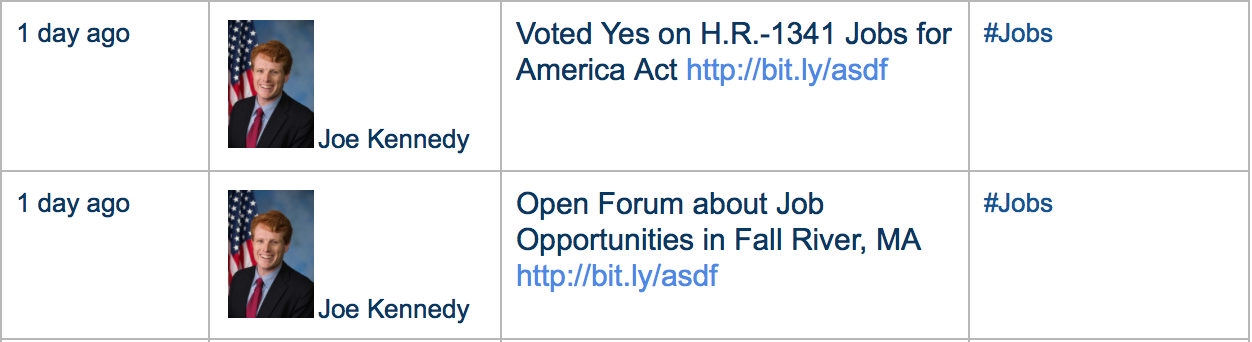 1 day ago
Joe Kennedy
Voted Yes on H.R.-1341 Jobs for
America Act http://bit.ly/asdf
#Jobs
1 day ago
Joe Kennedy
Open Forum about Job
Opportunities in Fall River, MA
http://bit.ly/asdf
#Jobs